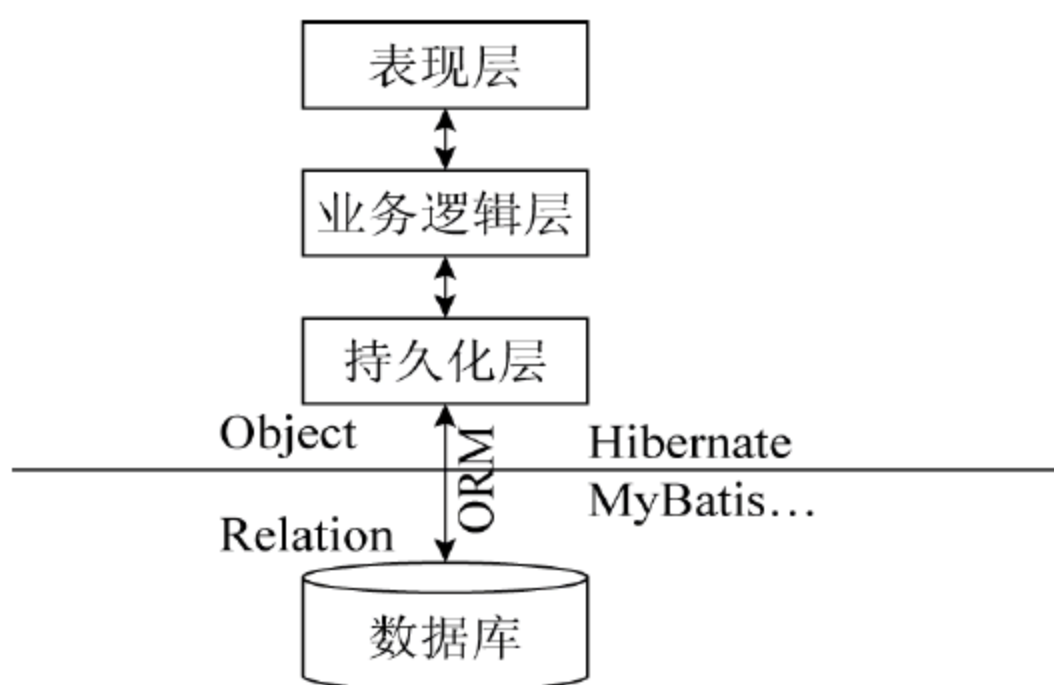 表现层
业务逻辑层
持久化层
Object
ORM
Hibernate
MyBatis…
Relation
数据库